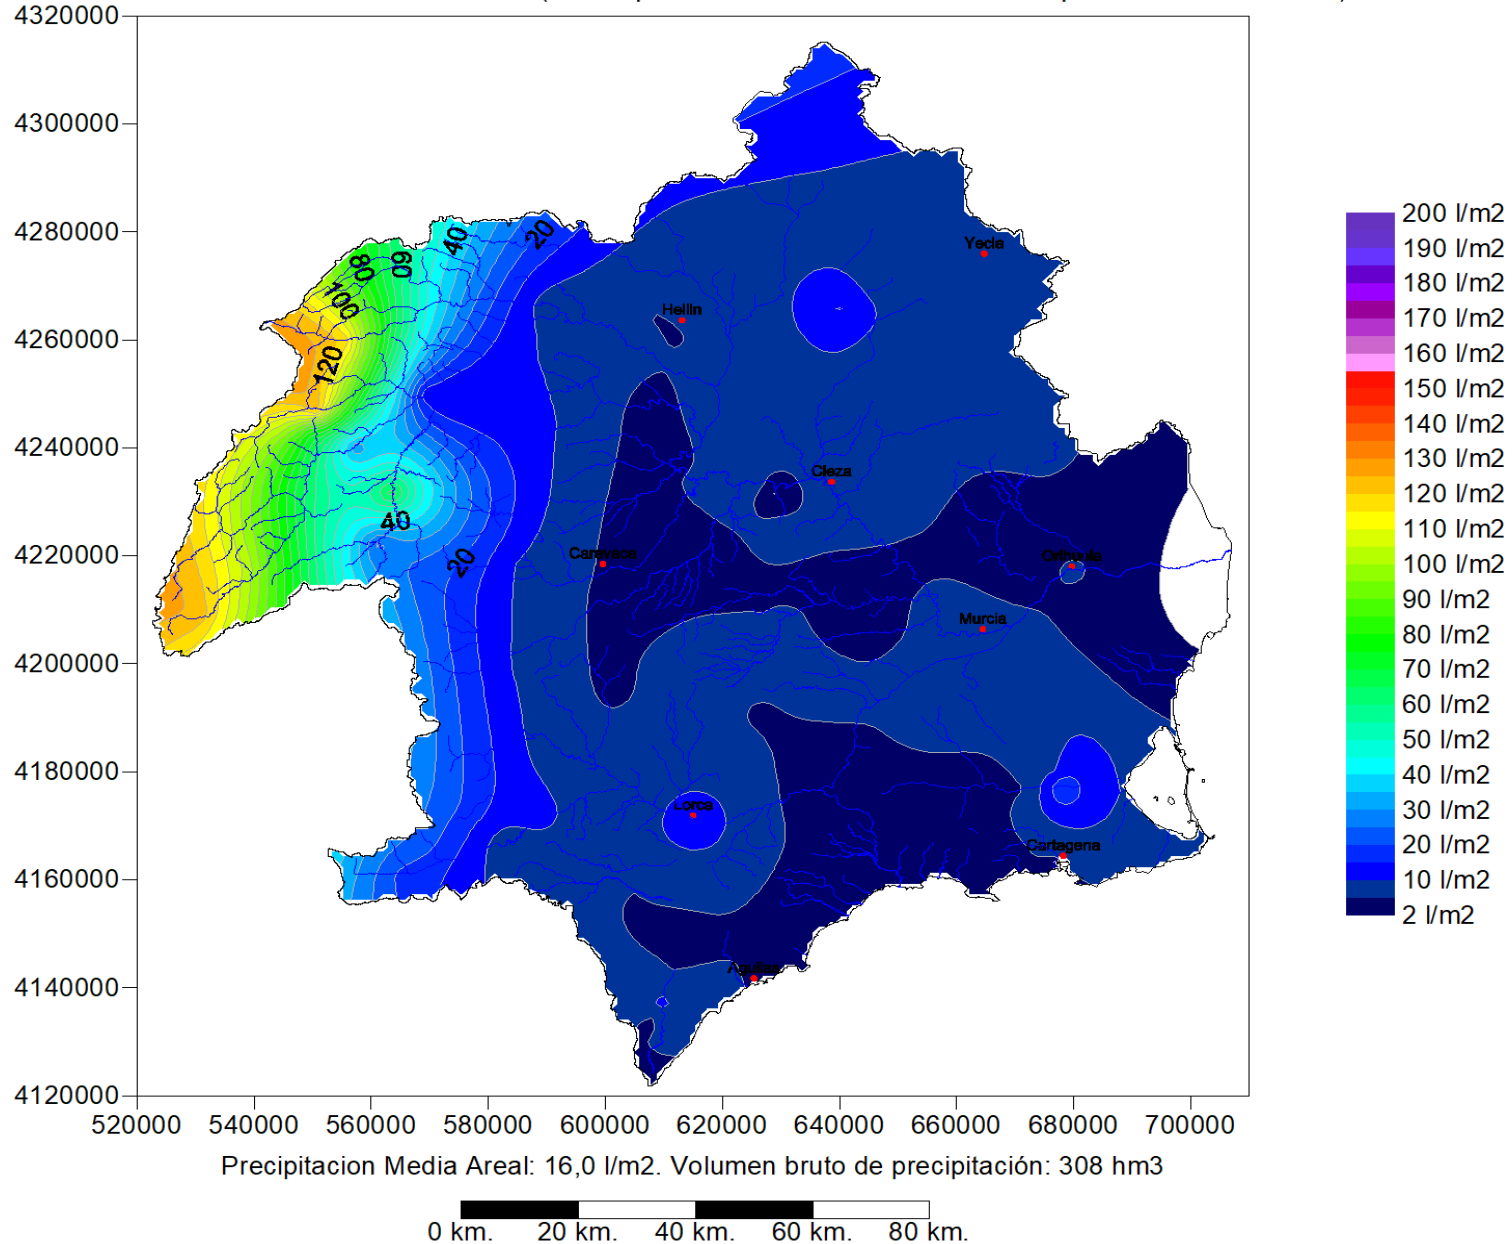 4320000
4300000
4280000
4260000
4240000
4220000
4200000
4180000
4160000
4140000
4120000
520000 540000 560000 580000 600000 620000 640000 660000 680000 700000
20
40
60
80
100
120
40
20
Yecla
Hellin
Cieza
Caravaca
Orihuela
Murcia
Lorca
Cartagena
Aguilas
200 l/m2
190 l/m2
180 l/m2
170 l/m2
160 l/m2
150 l/m2
140 l/m2
130 l/m2
120 l/m2
110 l/m2
100 l/m2
90 l/m2
80 l/m2
70 l/m2
60 l/m2
50 l/m2
40 l/m2
30 l/m2
20 l/m2
10 l/m2
2 l/m2
Precipitacion Media Areal: 16,0 l/m2. Volumen bruto de precipitación: 308 hm3
0 km. 20 km. 40 km. 60 km. 80 km.